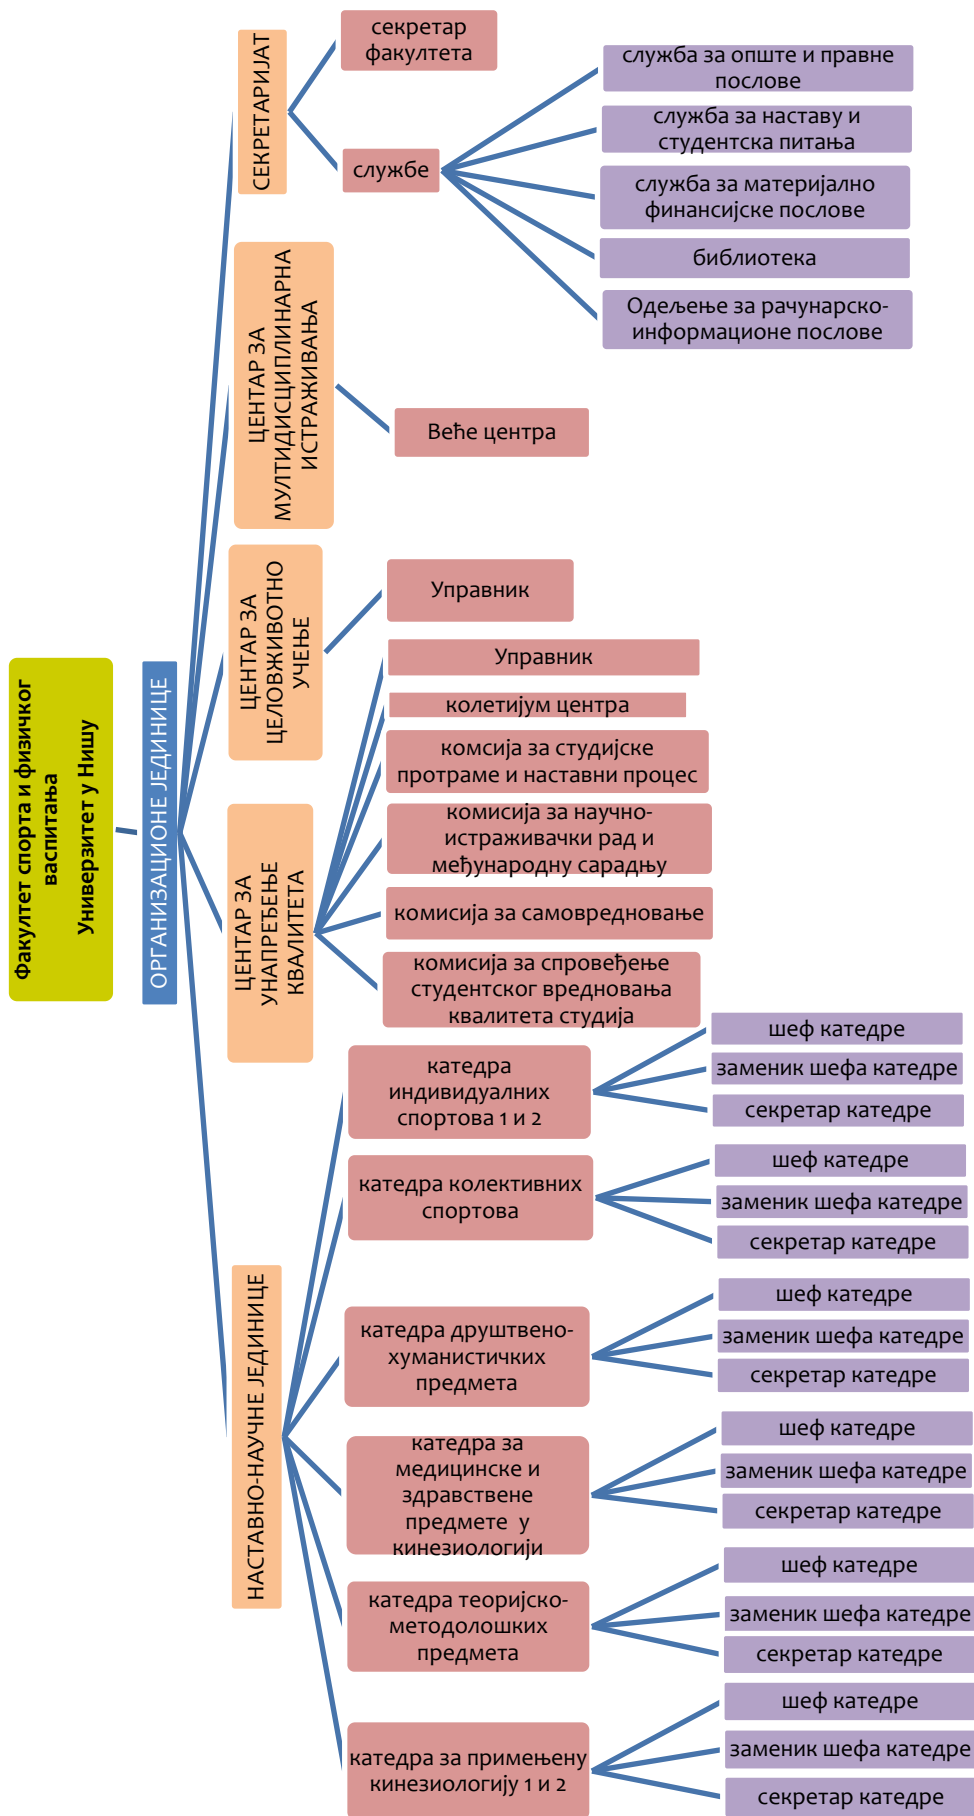 Факултет спорта и физичког
васпитања
Универзитет у Нишу
ОРГАНИЗАЦИОНЕ ЈЕДИНИЦЕ
СЕКРЕТАРИЈАТ
секретар
факултета
службе
служба за опште и правне
послове
служба за наставу и
студентска питања
служба за материјално
финансијске послове
библиотека
Одељење за рачунарско-
информационе послове
ЦЕНТАР ЗА
МУЛТИДИСЦИПЛИНАРНА
ИСТРАЖИВАЊА
Веће центра
ЦЕНТАР ЗА
ЦЕЛОВЖИВОТНО
УЧЕЊЕ
Управник
ЦЕНТАР ЗА
УНАПРЕЂЕЊЕ
КВАЛИТЕТА
Управник
колетијум центра
комсија за студијске
протраме и наставни процес
комисија за научно-
истраживачки рад и
међународну сарадњу
комисија за самовредновање
комисија за спровеђење
студентског вредновања
квалитета студија
НАСТАВНО-НАУЧНЕ ЈЕДИНИЦЕ
катедра
индивидуалних
спортова 1 и 2
шеф катедре
заменик шефа катедре
секретар катедре
катедра колективних
спортова
шеф катедре
заменик шефа катедре
секретар катедре
катедра друштвено-
хуманистичких
предмета
шеф катедре
заменик шефа катедре
секретар катедре
катедра за
медицинске и
здравствене
предмете у
кинезиологији
шеф катедре
заменик шефа катедре
секретар катедре
катедра теоријско-
методолошких
предмета
шеф катедре
заменик шефа катедре
секретар катедре
катедра за примењену
кинезиологију 1 и 2
шеф катедре
заменик шефа катедре
секретар катедре